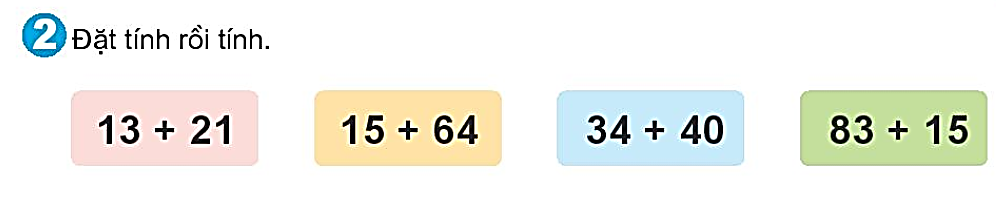 2 Đặt tính rồi tính.
13 + 21 15 + 64 34 + 40 83 + 15